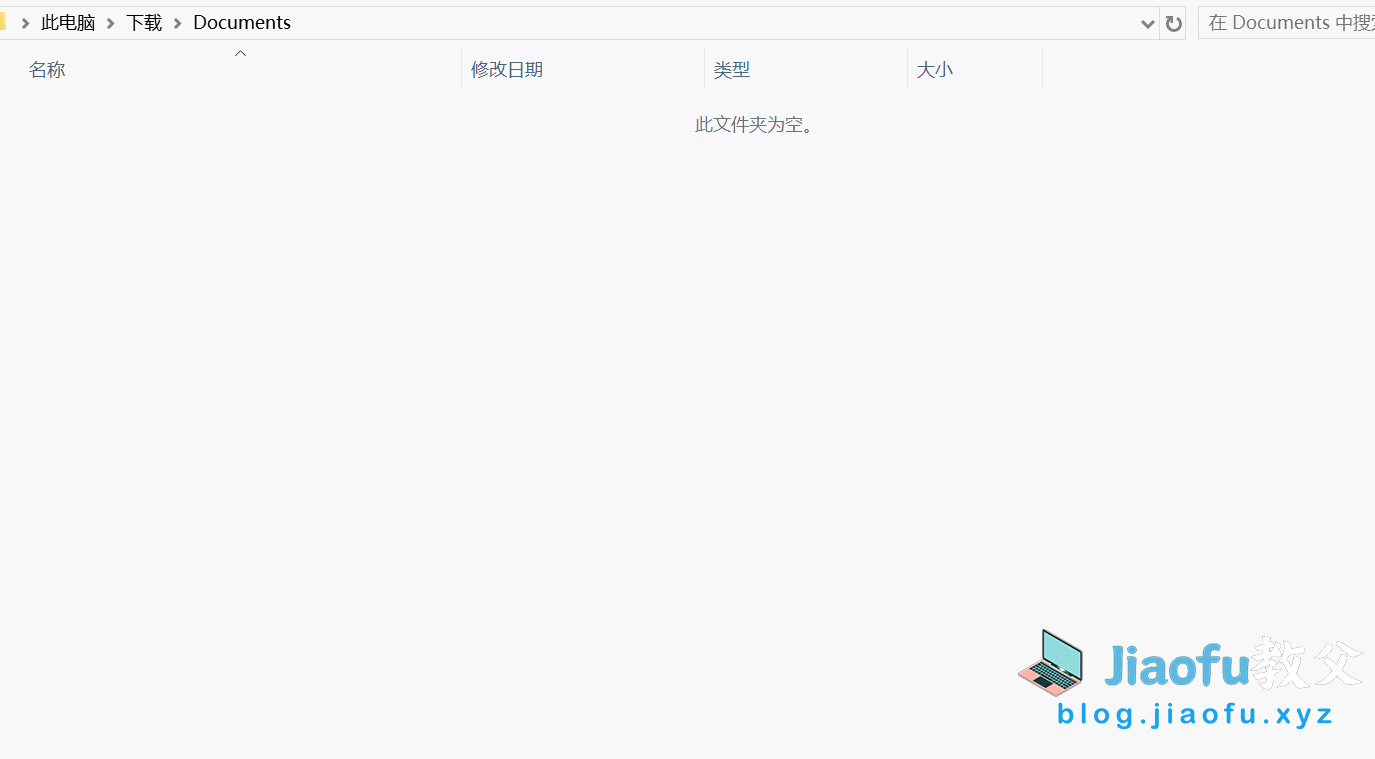 此电脑 > 下载 > Documents
在 Documents 中搜
名称 修改日期 类型 大小
此文件夹为空。
Jiaofu教父
blog.jiaofu.xyz